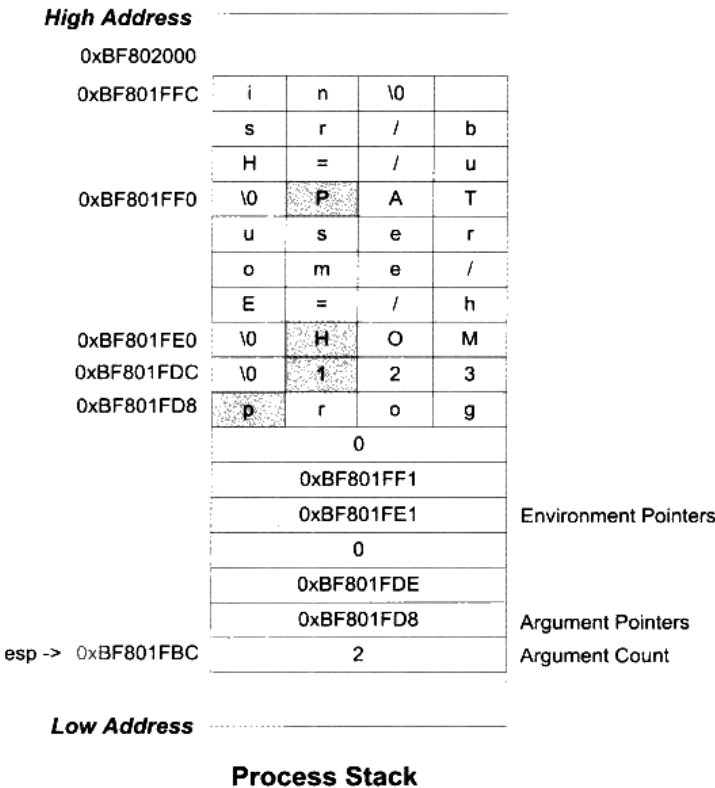 High Address
0xBF802000
0xBF801FFC i n \0
s r / b
H = / u
0xBF801FF0 \0 P A T
u s e r
o m e /
E = / h
0xBF801FE0 \0 H O M
0xBF801FDC \0 1 2 3
0xBF801FD8 p r o g
0
0xBF801FF1
0xBF801FE1 Environment Pointers
0
0xBF801FDE
0xBF801FD8 Argument Pointers
esp -> 0xBF801FBC 2 Argument Count
Low Address
Process Stack